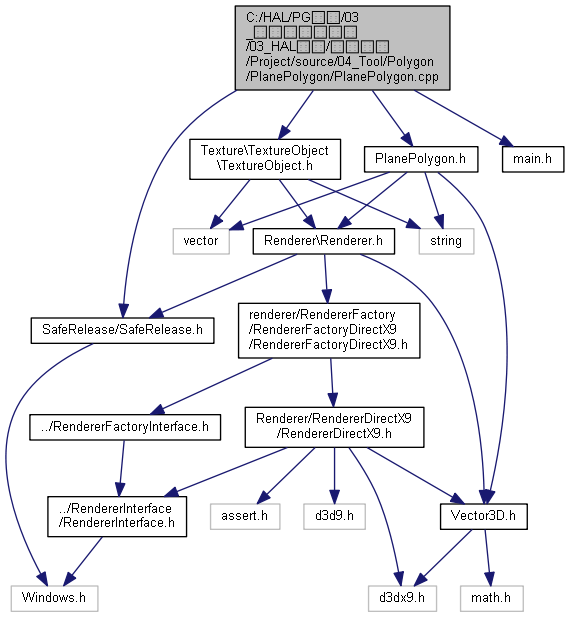 C:/HAL/PG□□□/03
_□□□□□□□□□
/03_HAL□□/□□□□
/Project/source/04_Tool/Polygon
/PlanePolygon/PlanePolygon.cpp
Texture\TextureObject
\TextureObject.h
PlanePolygon.h
main.h
vector
Renderer\Renderer.h
string
SafeRelease/SafeRelease.h
renderer/RendererFactory
/RendererFactoryDirectX9
/RendererFactoryDirectX9.h
../RendererFactoryInterface.h
Renderer/RendererDirectX9
/RendererDirectX9.h
../RendererInterface
/RendererInterface.h
assert.h
d3d9.h
Vector3D.h
Windows.h
d3dx9.h
math.h